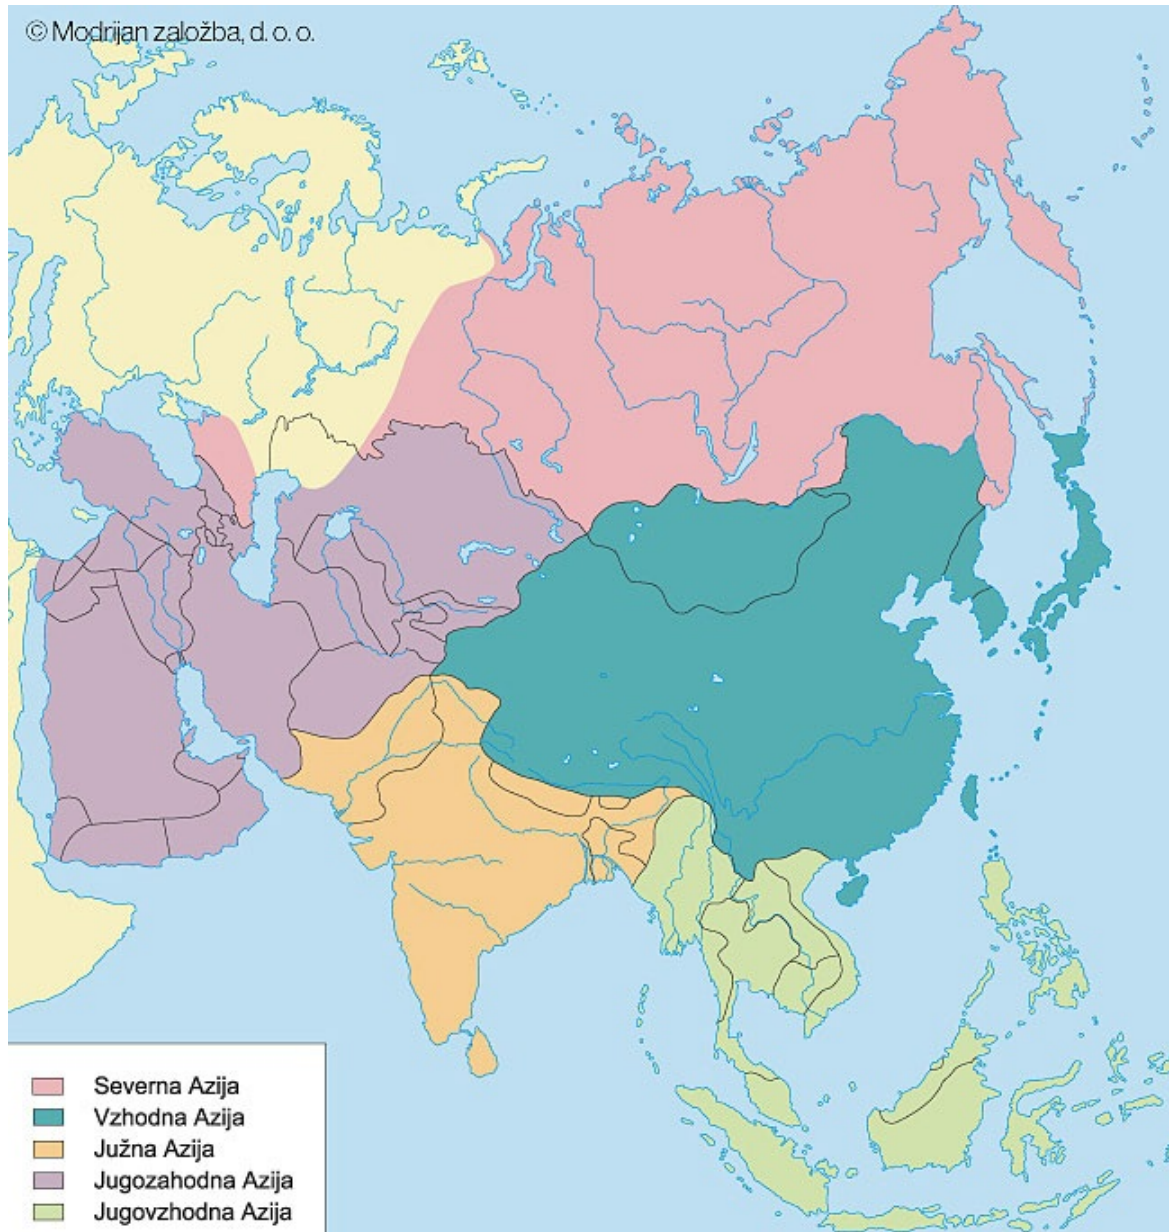 © Modrijan založba, d. o. o.
Severna Azija
Vzhodna Azija
Južna Azija
Jugozahodna Azija
Jugovzhodna Azija